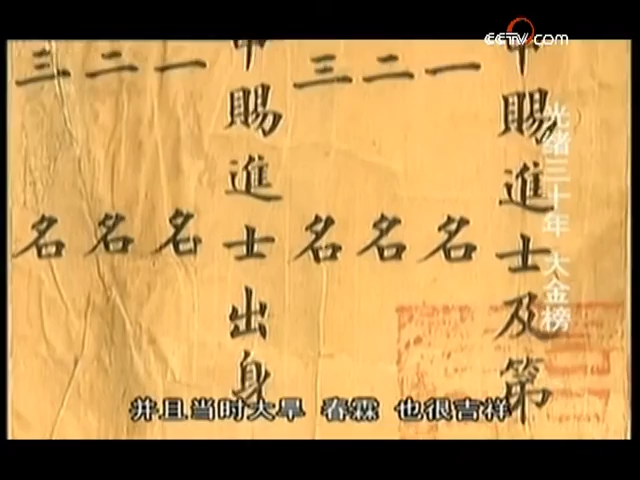 CCTV.com
光绪三十年 大金榜
賜進士及第
一名
二名
三名
賜進士出身
一名
二名
三名
并且当时大旱 春霖 也很吉祥